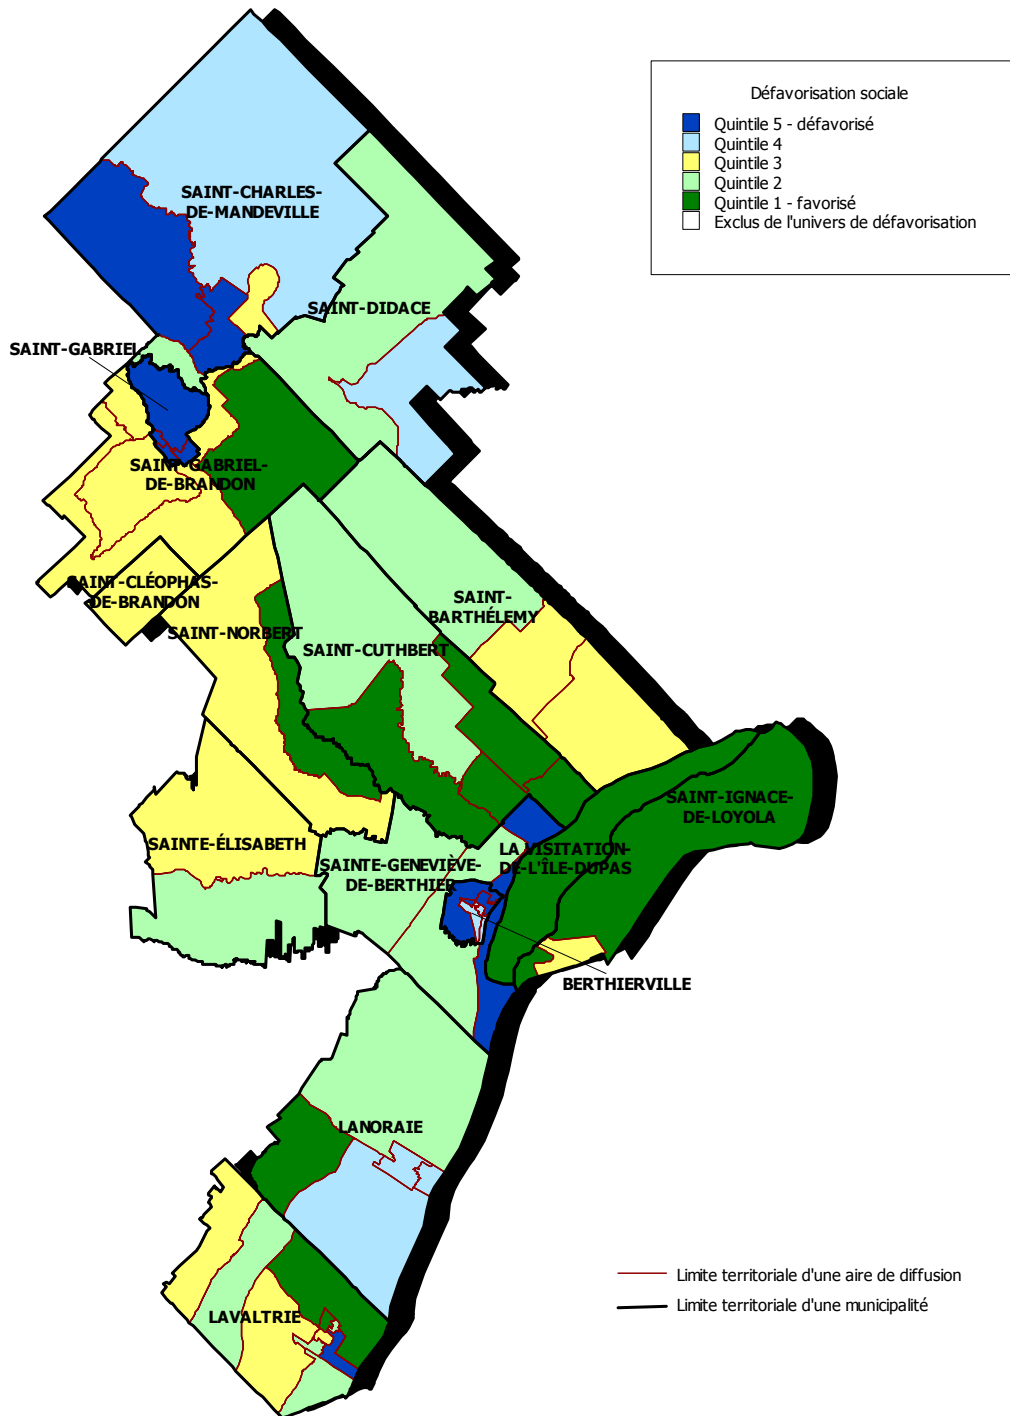 Défavorisation sociale
Quintile 5 - défavorisé
Quintile 4
Quintile 3
Quintile 2
Quintile 1 - favorisé
Exclus de l'univers de défavorisation
SAINT-CHARLES-
DE-MANDEVILLE
SAINT-DIDACE
SAINT-GABRIEL
SAINT-GABRIEL-
DE-BRANDON
SAINT-CLÉOPHAS-
DE-BRANDON
SAINT-
BARTHÉLEMY
SAINT-NORBERT
SAINT-CUTHBERT
SAINT-IGNACE-
DE-LOYOLA
SAINTE-ÉLISABETH
LA VISITATION-
DE-L'ÎLE-DUPAS
SAINTE-GENEVIÈVE-
DE-BERTHIER
BERTHIERVILLE
LANORAIE
LAVALTRIE
Limite territoriale d'une aire de diffusion
Limite territoriale d'une municipalité